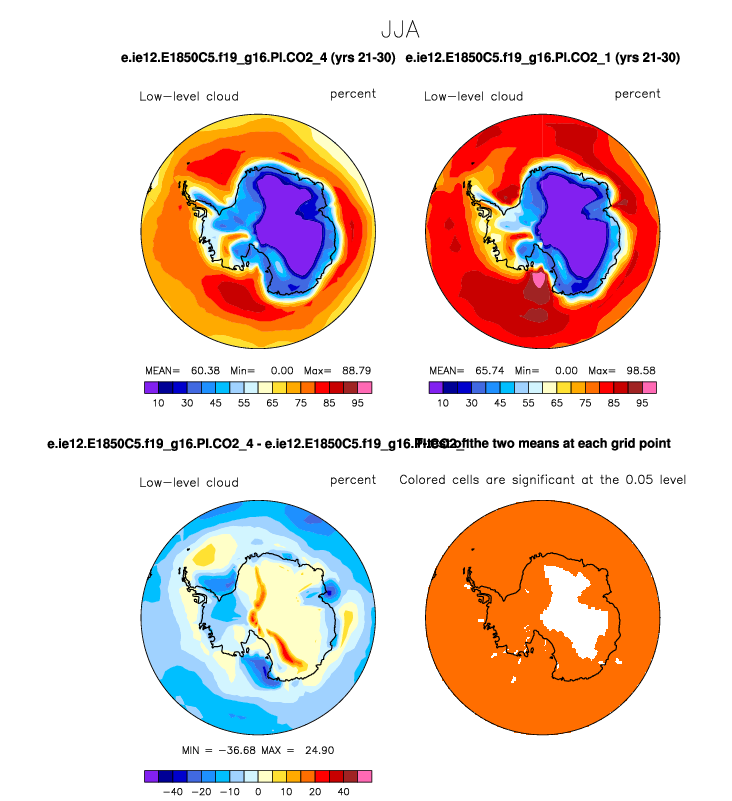 JJA
e.ie12.E1850C5.f19_g16.PI.CO2_4 (yrs 21-30) e.ie12.E1850C5.f19_g16.PI.CO2_1 (yrs 21-30)
Low-level cloud percent Low-level cloud percent
MEAN= 60.38 Min= 0.00 Max= 88.79 MEAN= 65.74 Min= 0.00 Max= 98.58
10 30 45 55 65 75 85 95 10 30 45 55 65 75 85 95
e.ie12.E1850C5.f19_g16.PI.CO2_4 - e.ie12.E1850C5.f19_g16.PI.CO2_ of the two means at each grid point
Low-level cloud percent Colored cells are significant at the 0.05 level
MIN = -36.68 MAX = 24.90
-40 -20 -10 0 10 20 40